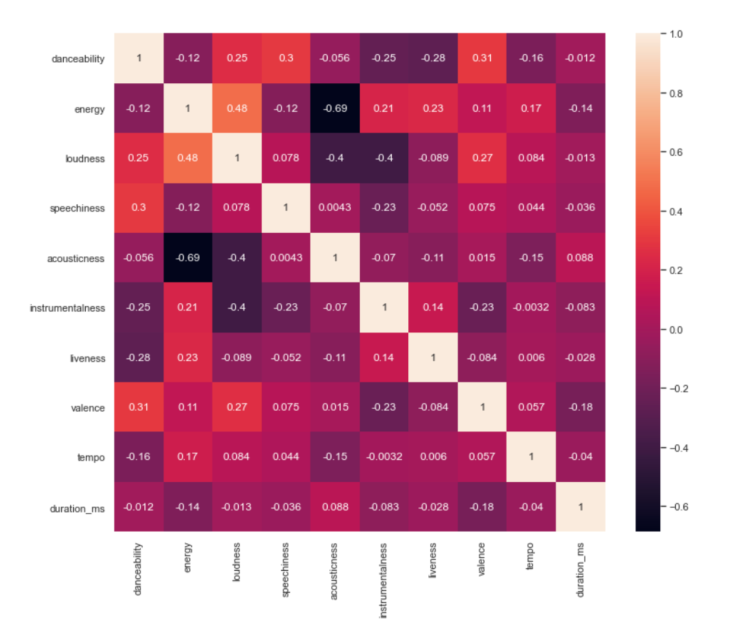 1.0
danceability 1 -0.12 0.25 0.3 -0.056 -0.25 -0.28 0.31 -0.16 -0.012
0.8
energy -0.12 1 0.48 -0.12 -0.69 0.21 0.23 0.11 0.17 -0.14
0.6
loudness 0.25 0.48 1 0.078 -0.4 -0.4 -0.089 0.27 0.084 -0.013
speechiness 0.3 -0.12 0.078 1 0.0043 -0.23 -0.052 0.075 0.044 -0.036
0.4
acousticness -0.056 -0.69 -0.4 0.0043 1 -0.07 -0.11 0.015 -0.15 0.088
0.2
instrumentalness -0.25 0.21 -0.4 -0.23 -0.07 1 0.14 -0.23 -0.0032 -0.083
0.0
liveness -0.28 0.23 -0.089 -0.052 -0.11 0.14 1 -0.084 0.006 -0.028
−0.2
valence 0.31 0.11 0.27 0.075 0.015 -0.23 -0.084 1 0.057 -0.18
−0.4
tempo -0.16 0.17 0.084 0.044 -0.15 -0.0032 0.006 0.057 1 -0.04
duration_ms -0.012 -0.14 -0.013 -0.036 0.088 -0.083 -0.028 -0.18 -0.04 1
−0.6
danceability
energy
loudness
speechiness
acousticness
instrumentalness
liveness
valence
tempo
duration_ms